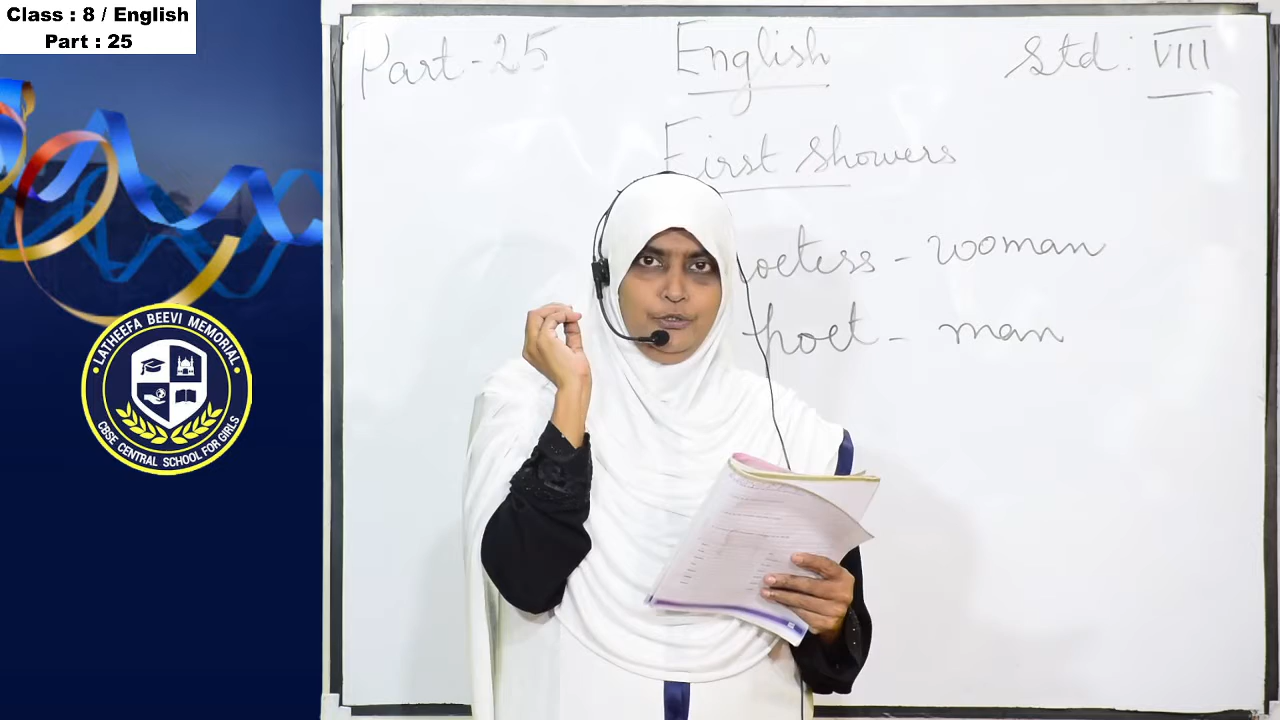 Class : 8 / English
Part : 25
Part-25
English
Std: VIII
First Showers
oetess - woman
poet - man
LATHEEFA BEEVI MEMORIAL
CBSE CENTRAL SCHOOL FOR GIRLS